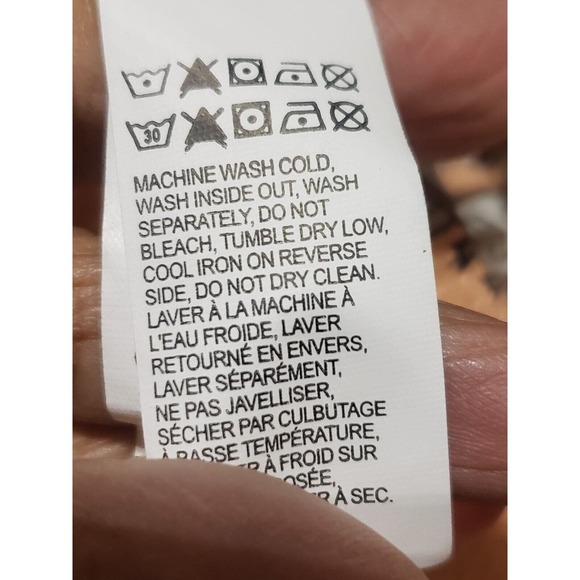 30
MACHINE WASH COLD,
WASH INSIDE OUT, WASH
SEPARATELY, DO NOT
BLEACH, TUMBLE DRY LOW,
COOL IRON ON REVERSE
SIDE, DO NOT DRY CLEAN.
LAVER À LA MACHINE À
L'EAU FROIDE, LAVER
RETOURNÉ EN ENVERS,
LAVER SÉPARÉMENT,
NE PAS JAVELLISER,
SÉCHER PAR CULBUTAGE
À BASSE TEMPÉRATURE,
À FROID SUR
À SEC.